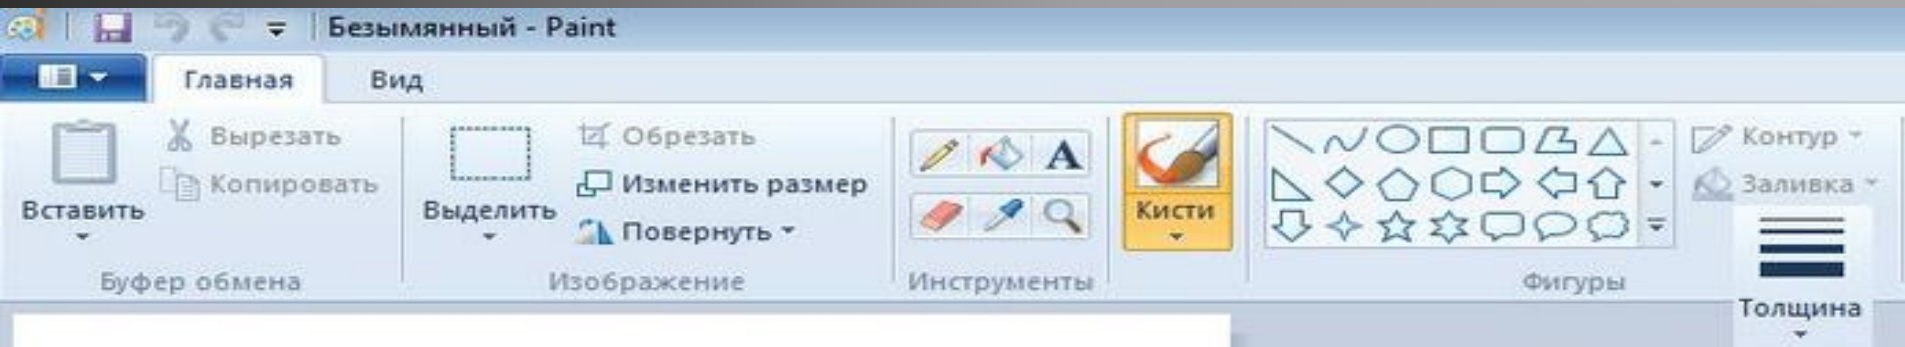 Безымянный - Paint
Главная Вид
Вставить
Вырезать
Копировать
Буфер обмена
Выделить
Обрезать
Изменить размер
Повернуть
Изображение
A
Инструменты
Кисти
Контур
Заливка
Фигуры
Толщина